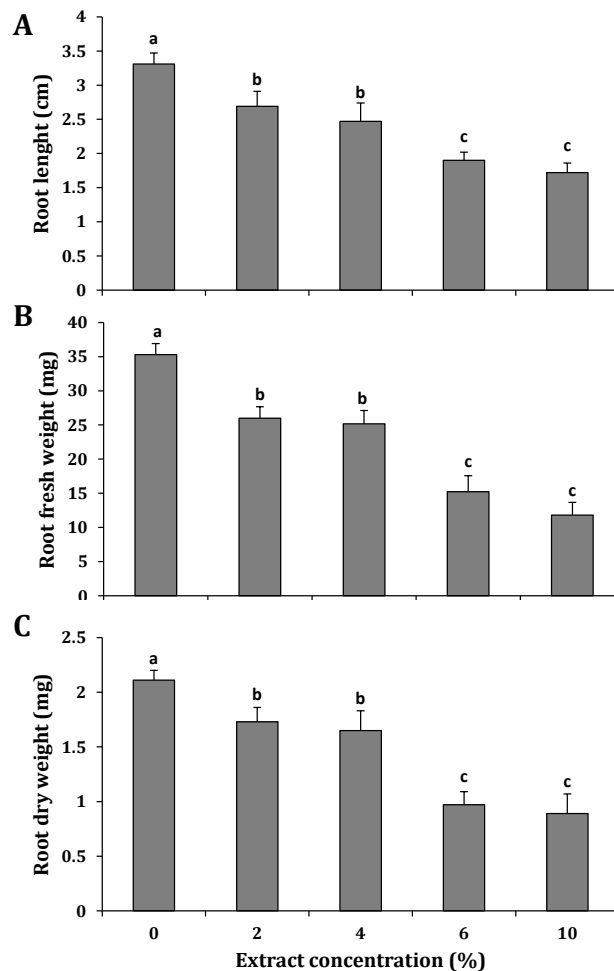 A
Root lenght (cm)
4
3.5
3
2.5
2
1.5
1
0.5
0
a
b
b
c
c
B
Root fresh weight (mg)
40
35
30
25
20
15
10
5
0
a
b
b
c
c
C
Root dry weight (mg)
2.5
2
1.5
1
0.5
0
a
b
b
c
c
0 2 4 6 10
Extract concentration (%)